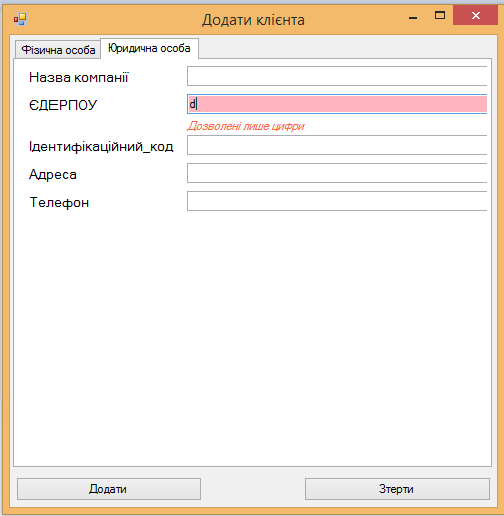 Додати клієнта
Фізична особа
Юридична особа
Назва компанії
ЄДЕРПОУ
d
Дозволені лише цифри
Ідентифікаційний_код
Адреса
Телефон
Додати
Зтерти